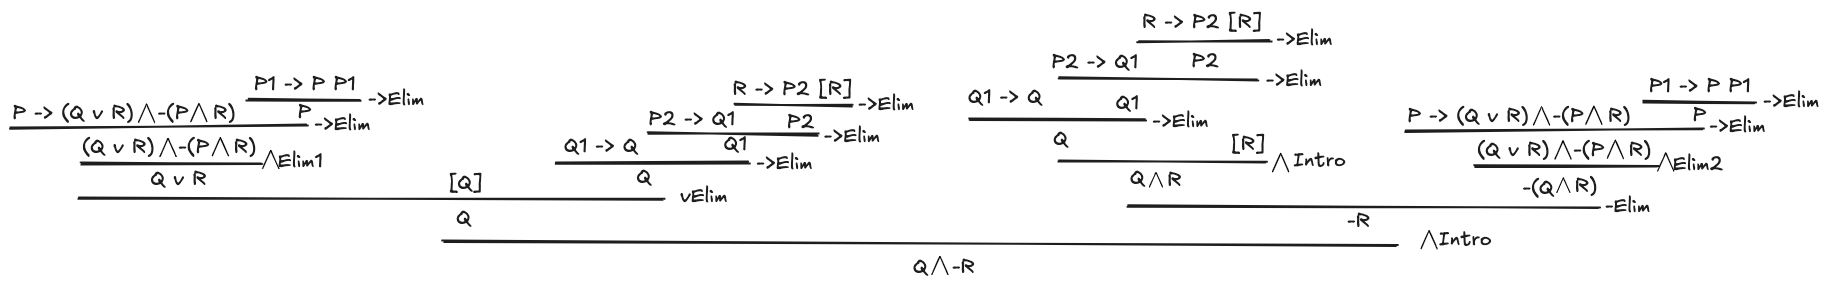 R -> P2 [R]
->Elim
P2 -> Q1 P2
->Elim
P1 -> P P1
->Elim
R -> P2 [R]
->Elim
Q1 -> Q Q1
->Elim
P1 -> P P1
->Elim
P -> (Q v R) ∧ -(P ∧ R) P
->Elim
P2 -> Q1 P2
->Elim
P -> (Q v R) ∧ -(P ∧ R) P
->Elim
(Q v R) ∧ -(P ∧ R)
∧Elim1
Q1 -> Q Q1
->Elim
Q [R]
∧ Intro
(Q v R) ∧ -(P ∧ R)
∧Elim2
Q v R [Q] Q
vElim
Q ∧ R -(Q ∧ R)
-Elim
Q -R
∧Intro
Q ∧ -R